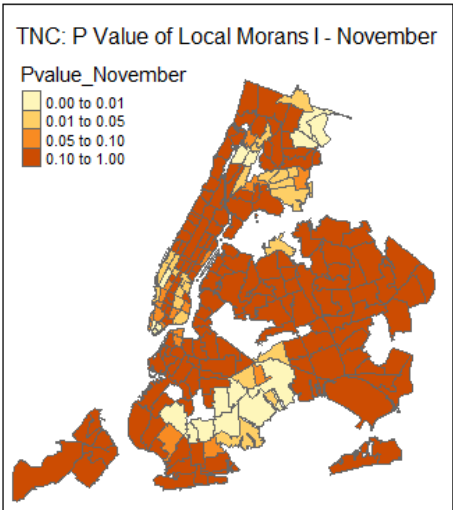 TNC: P Value of Local Morans I - November
Pvalue_November
0.00 to 0.01
0.01 to 0.05
0.05 to 0.10
0.10 to 1.00